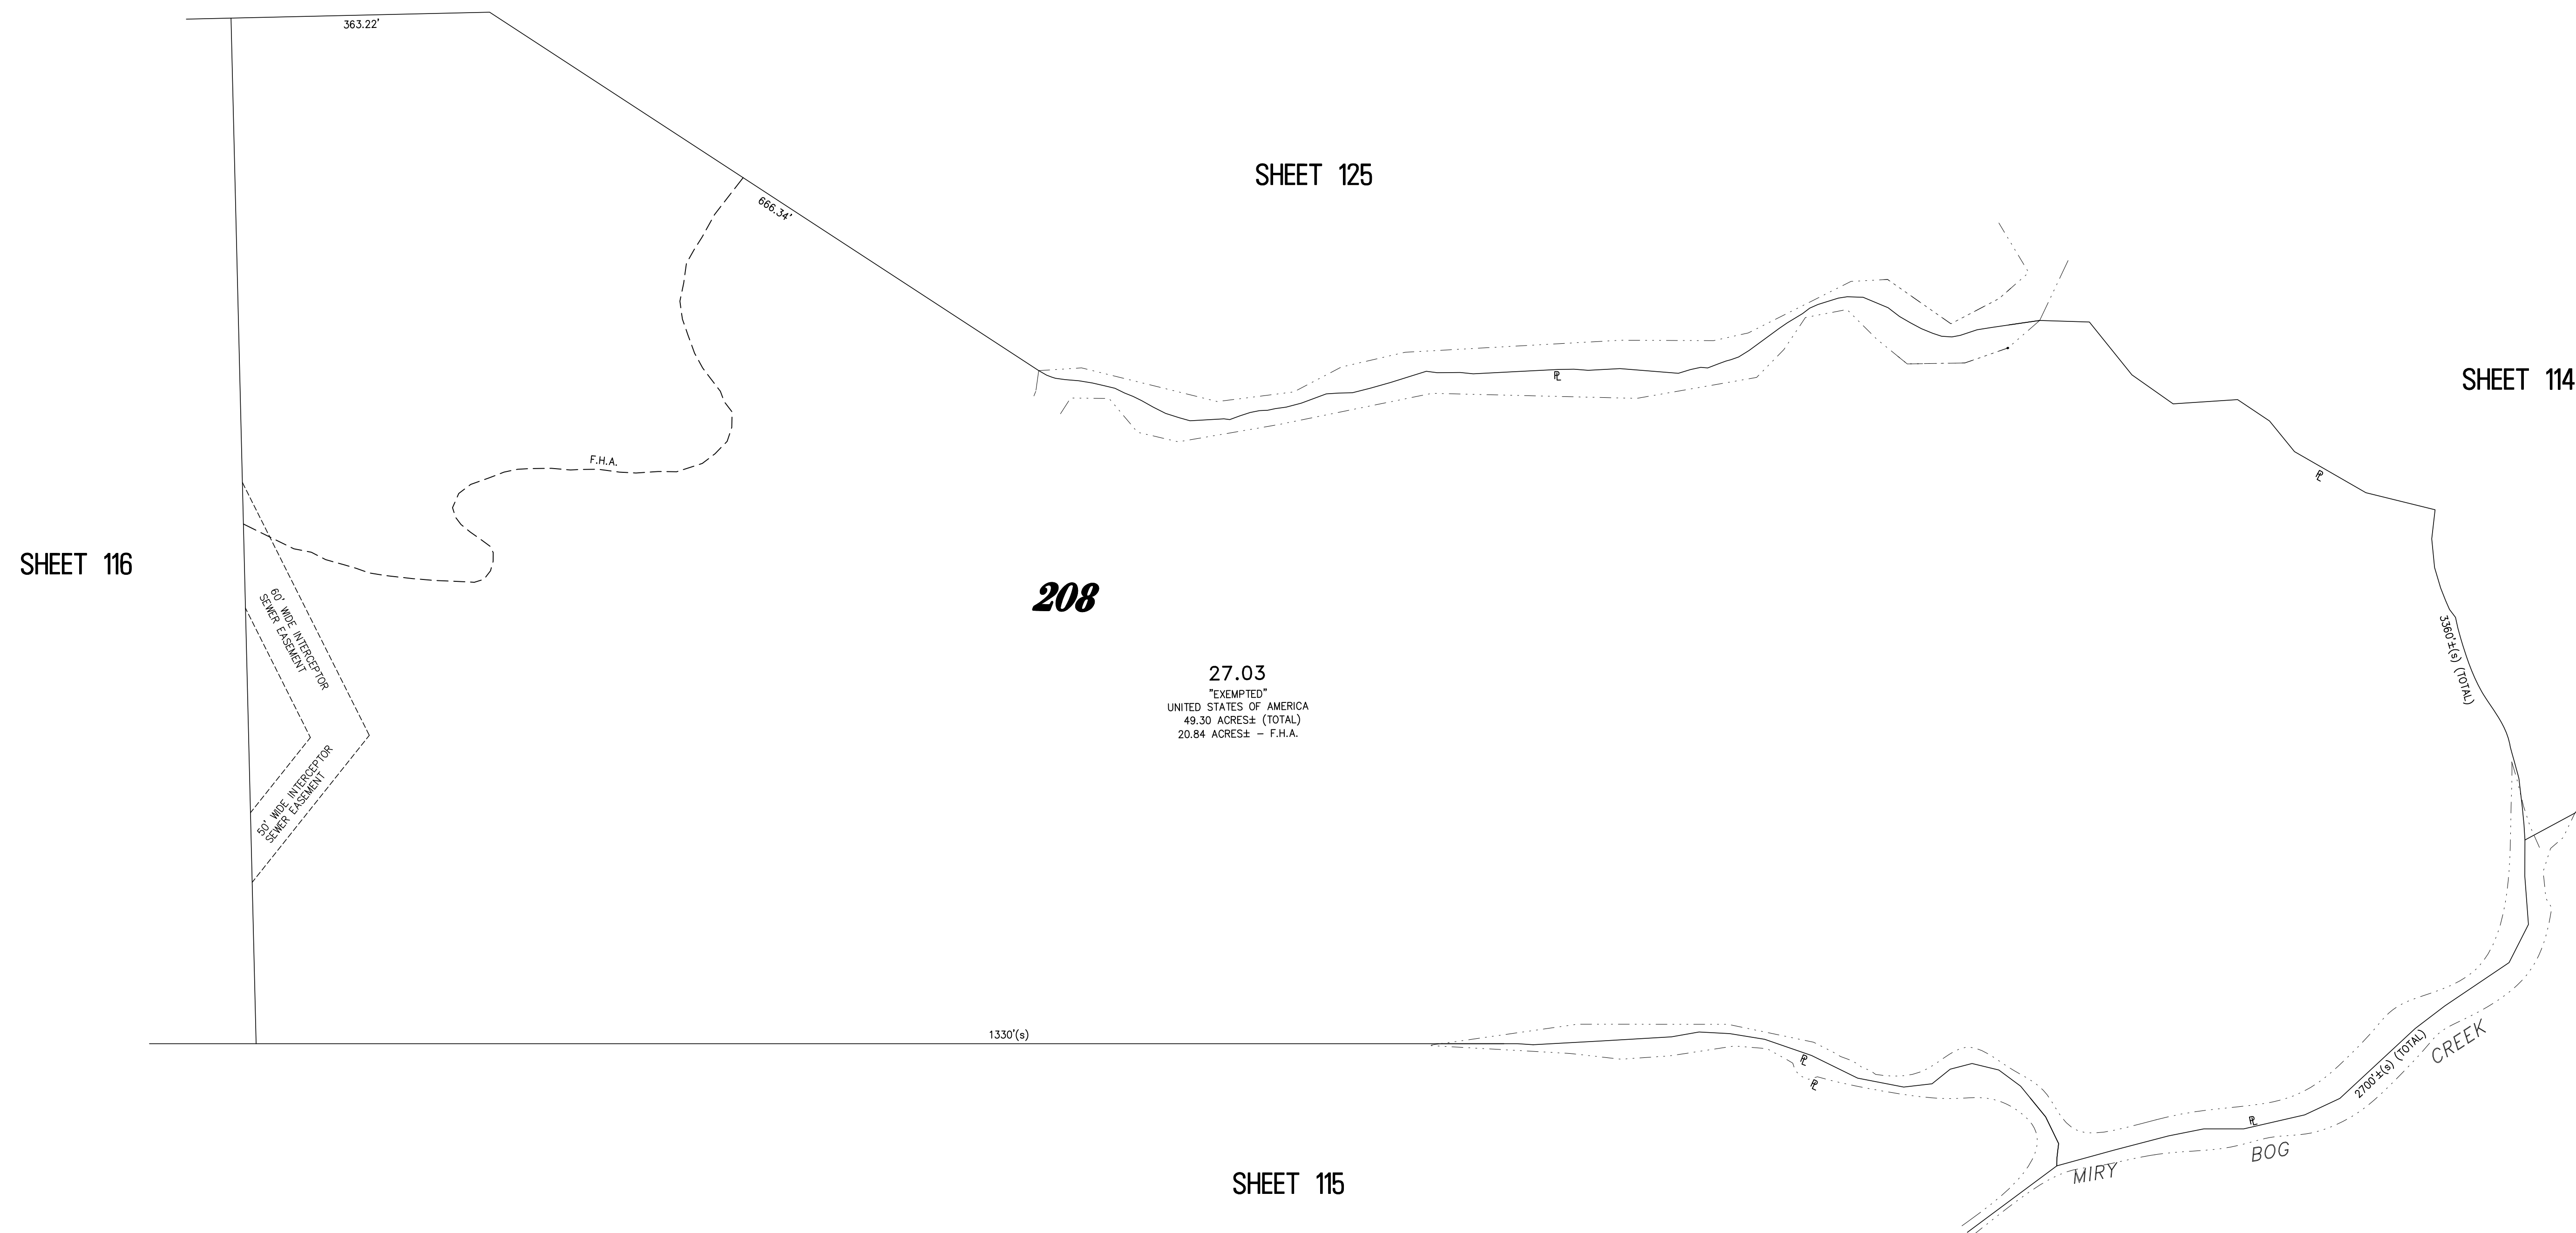 363.22'
SHEET 125
666.34'
℄
SHEET 114
F.H.A.
℄
SHEET 116
208
60' WIDE INTERCEPTOR
SEWER EASEMENT
27.03
"EXEMPTED"
UNITED STATES OF AMERICA
49.30 ACRES± (TOTAL)
20.84 ACRES± - F.H.A.
3360'±(s) (TOTAL)
50' WIDE INTERCEPTOR
SEWER EASEMENT
1330'(s)
℄
℄
2700'±(s) (TOTAL)
℄
MIRY BOG CREEK
SHEET 115